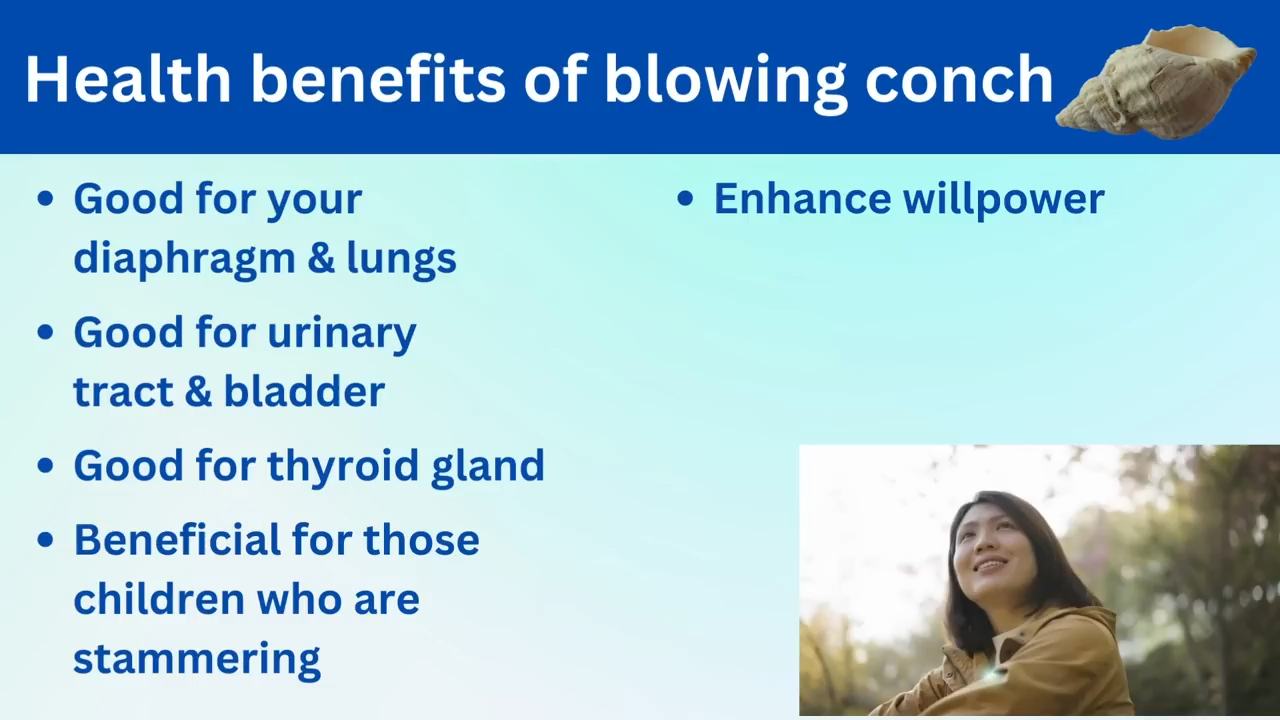 Health benefits of blowing conch
• Good for your
diaphragm & lungs
• Good for urinary
tract & bladder
• Good for thyroid gland
• Beneficial for those
children who are
stammering
• Enhance willpower